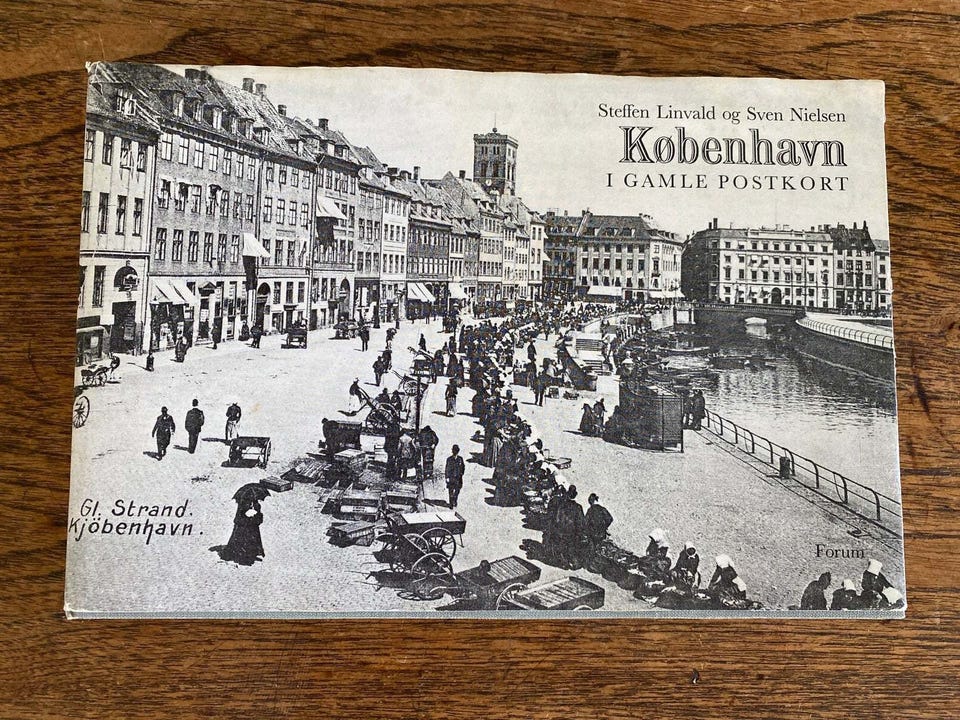 Steffen Linvald og Sven Nielsen
København
I GAMLE POSTKORT
Gl. Strand.
Kjöbenhavn.
Forum